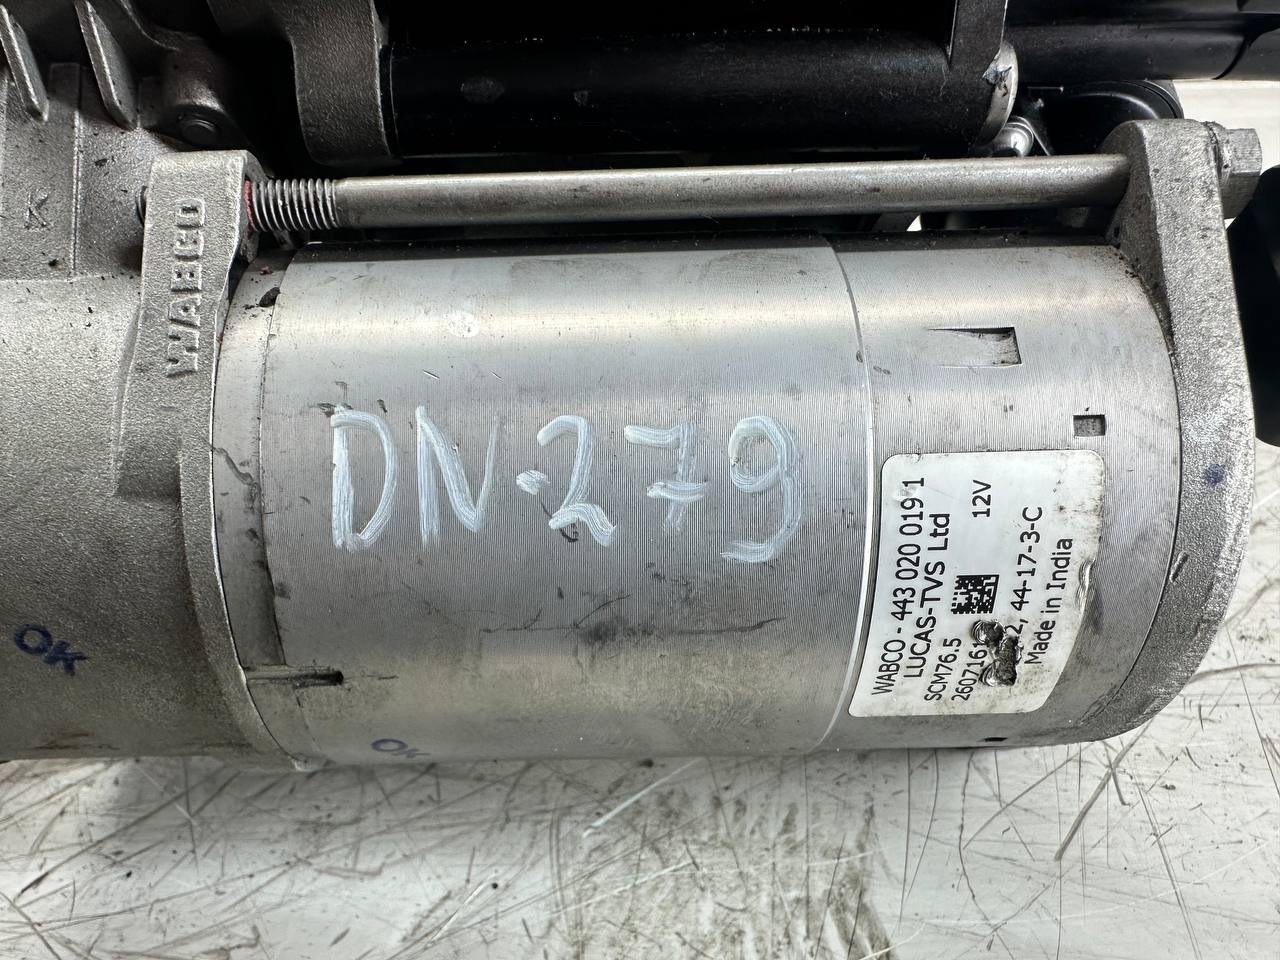 K
WABCO
DN.279
WABCO - 443 020 019 1
LUCAS-TVS Ltd
SCM76.5 12V
44-17-3-C
Made in India
OK
OK